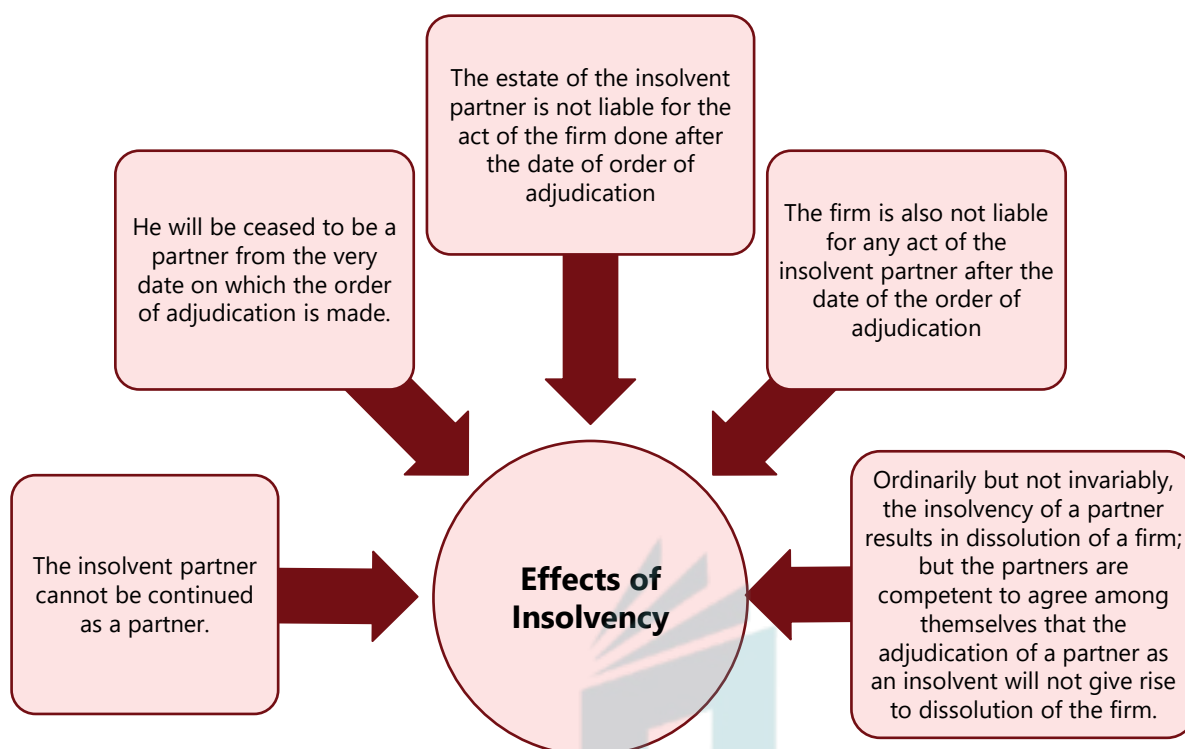 The insolvent partner
cannot be continued
as a partner.
He will be ceased to be a
partner from the very
date on which the order
of adjudication is made.
The estate of the insolvent
partner is not liable for the
act of the firm done after
the date of order of
adjudication
The firm is also not liable
for any act of the
insolvent partner after the
date of the order of
adjudication
Ordinarily but not invariably,
the insolvency of a partner
results in dissolution of a firm;
but the partners are
competent to agree among
themselves that the
adjudication of a partner as
an insolvent will not give rise
to dissolution of the firm.
Effects of
Insolvency